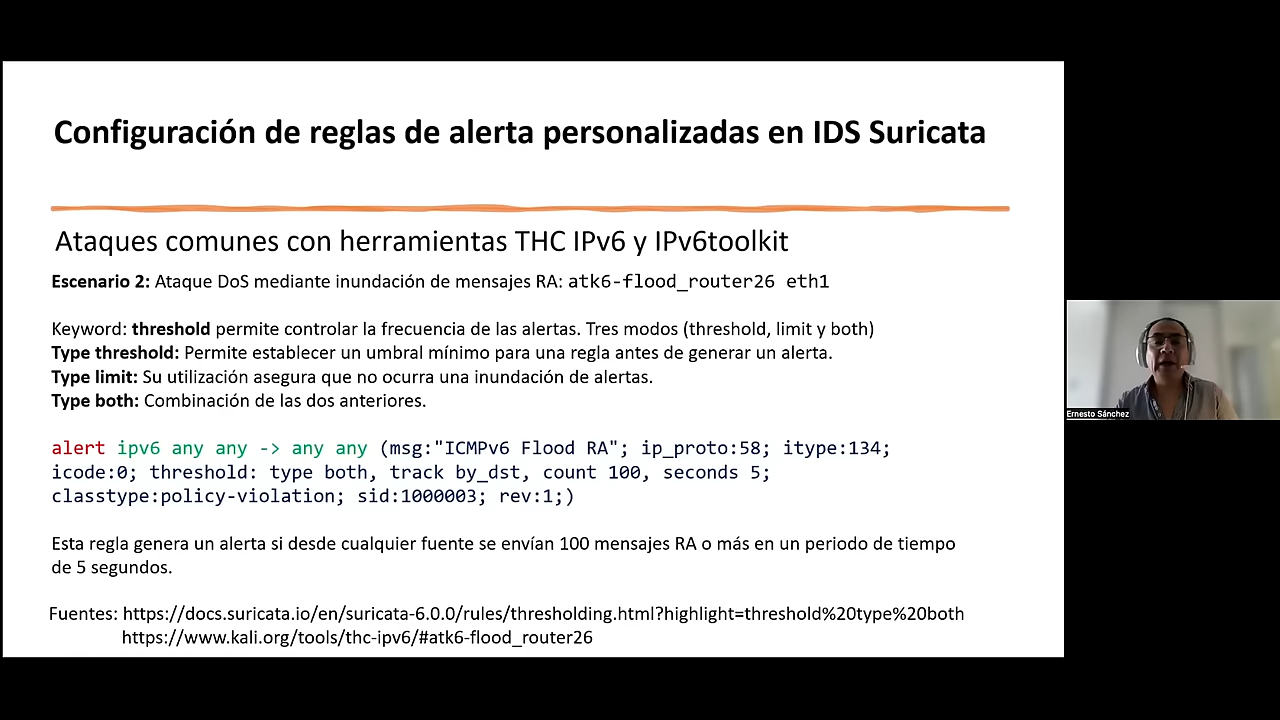 Configuración de reglas de alerta personalizadas en IDS Suricata
Ataques comunes con herramientas THC IPv6 y IPv6toolkit
Escenario 2: Ataque DoS mediante inundación de mensajes RA: atk6-flood_router26 eth1
Keyword: threshold permite controlar la frecuencia de las alertas. Tres modos (threshold, limit y both)
Type threshold: Permite establecer un umbral mínimo para una regla antes de generar un alerta.
Type limit: Su utilización asegura que no ocurra una inundación de alertas.
Type both: Combinación de las dos anteriores.
alert ipv6 any any -> any any (msg:"ICMPv6 Flood RA"; ip_proto:58; itype:134;
icode:0; threshold: type both, track by_dst, count 100, seconds 5;
classtype:policy-violation; sid:1000003; rev:1;)
Esta regla genera un alerta si desde cualquier fuente se envían 100 mensajes RA o más en un periodo de tiempo
de 5 segundos.
Fuentes: https://docs.suricata.io/en/suricata-6.0.0/rules/thresholding.html?highlight=threshold%20type%20both
https://www.kali.org/tools/thc-ipv6/#atk6-flood_router26
Ernesto Sánchez